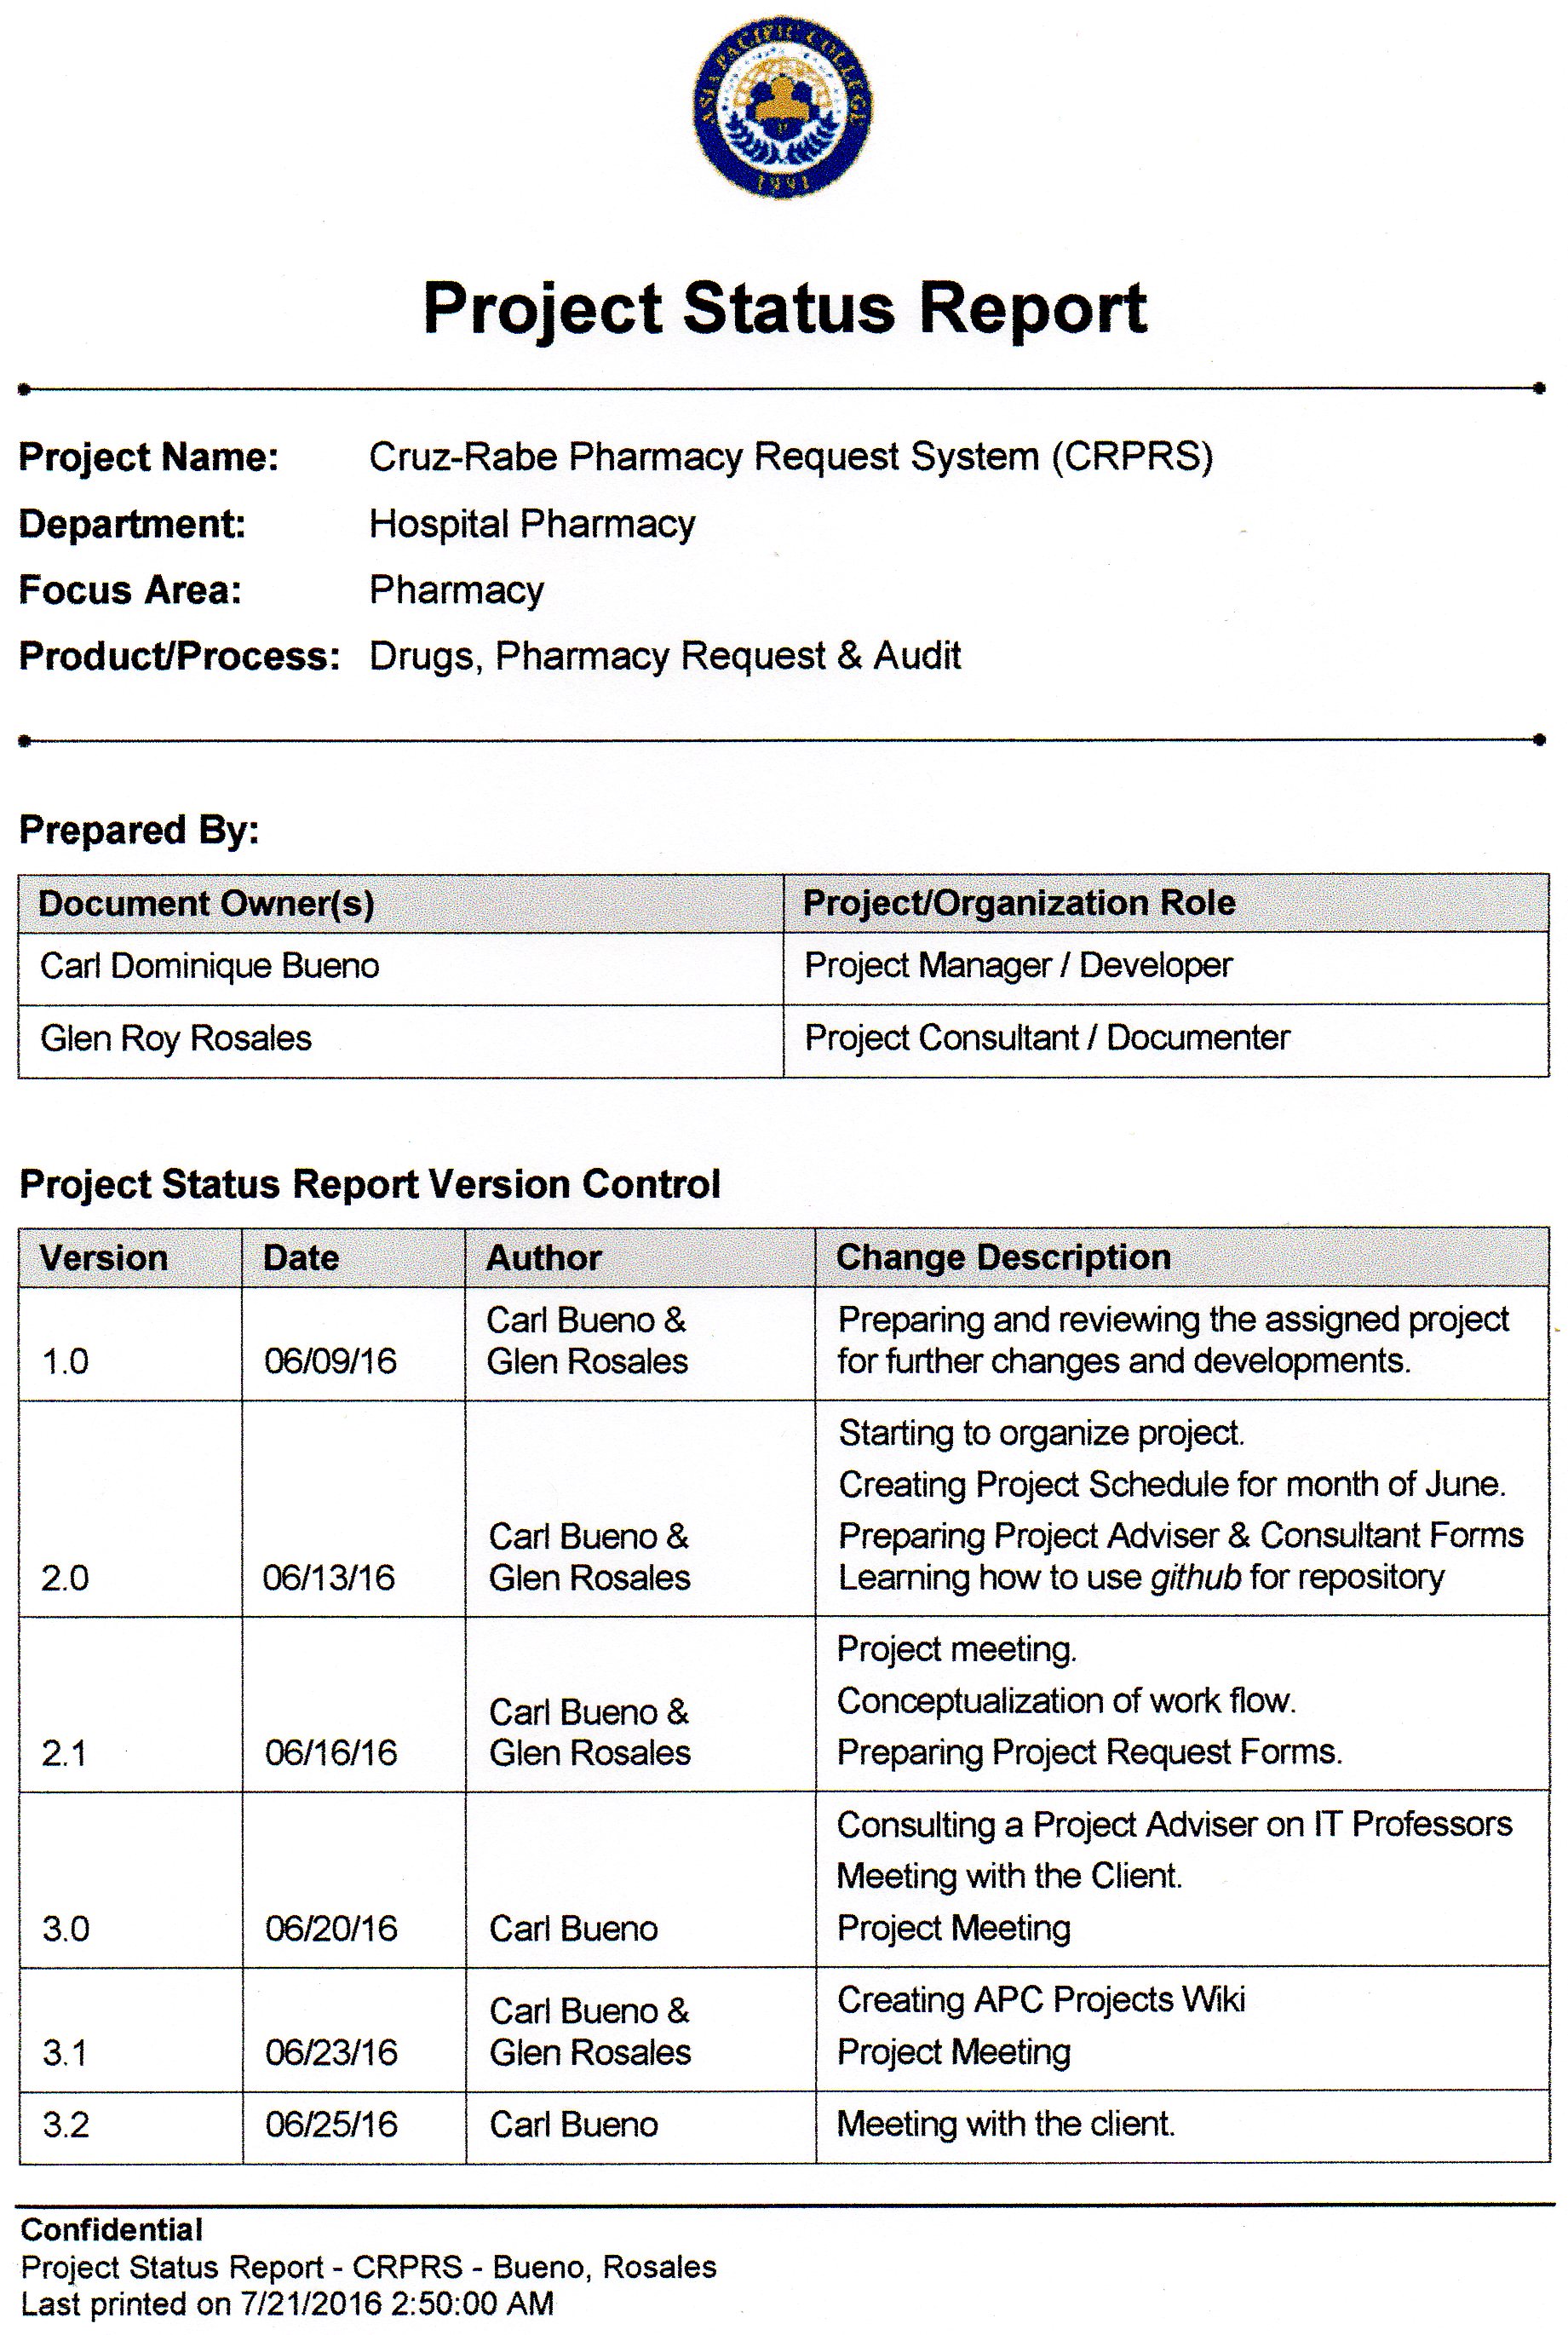 ASIA PACIFIC COLLEGE
1991
Project Status Report
Project Name: Cruz-Rabe Pharmacy Request System (CRPRS)
Department: Hospital Pharmacy
Focus Area: Pharmacy
Product/Process: Drugs, Pharmacy Request & Audit
Prepared By:
Document Owner(s) Project/Organization Role
Carl Dominique Bueno Project Manager / Developer
Glen Roy Rosales Project Consultant / Documenter
Project Status Report Version Control
Version Date Author Change Description
Carl Bueno & Preparing and reviewing the assigned project
1.0 06/09/16 Glen Rosales for further changes and developments.
Starting to organize project.
Creating Project Schedule for month of June.
Carl Bueno & Preparing Project Adviser & Consultant Forms
2.0 06/13/16 Glen Rosales Learning how to use github for repository
Project meeting.
Carl Bueno & Conceptualization of work flow.
2.1 06/16/16 Glen Rosales Preparing Project Request Forms.
Consulting a Project Adviser on IT Professors
Meeting with the Client.
3.0 06/20/16 Carl Bueno Project Meeting
Carl Bueno & Creating APC Projects Wiki
3.1 06/23/16 Glen Rosales Project Meeting
3.2 06/25/16 Carl Bueno Meeting with the client.
Confidential
Project Status Report - CRPRS - Bueno, Rosales
Last printed on 7/21/2016 2:50:00 AM